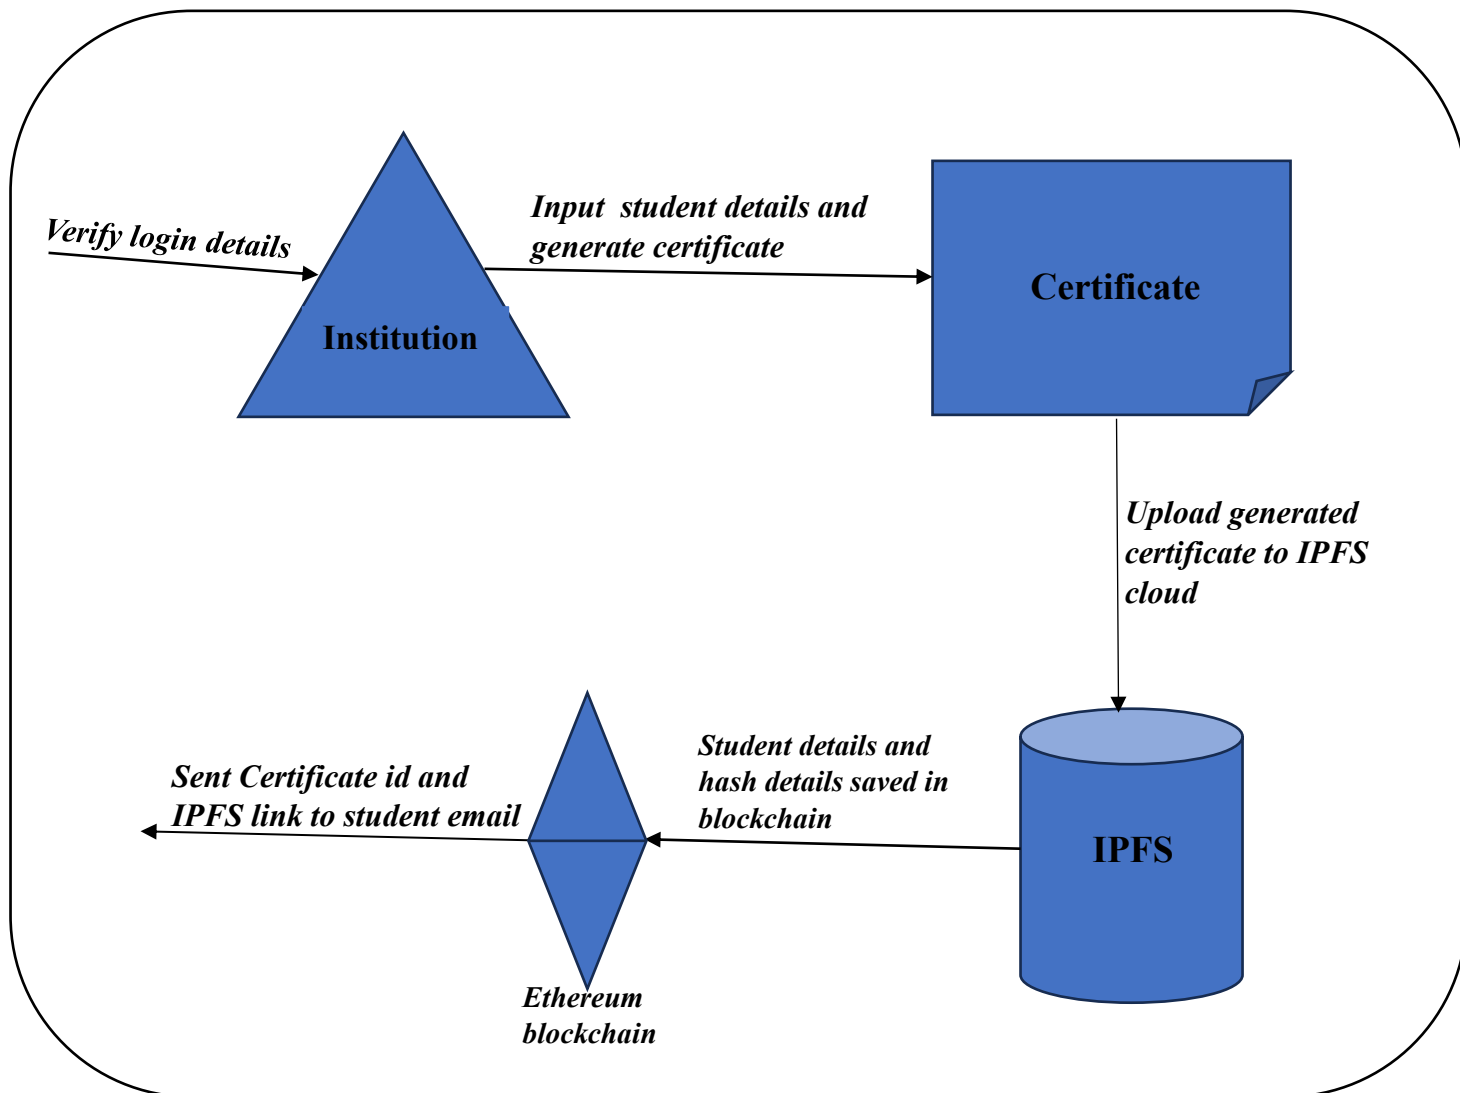 Verify login details
Institution
Input student details and
generate certificate
Certificate
Upload generated
certificate to IPFS
cloud
IPFS
Student details and
hash details saved in
blockchain
Ethereum
blockchain
Sent Certificate id and
IPFS link to student email